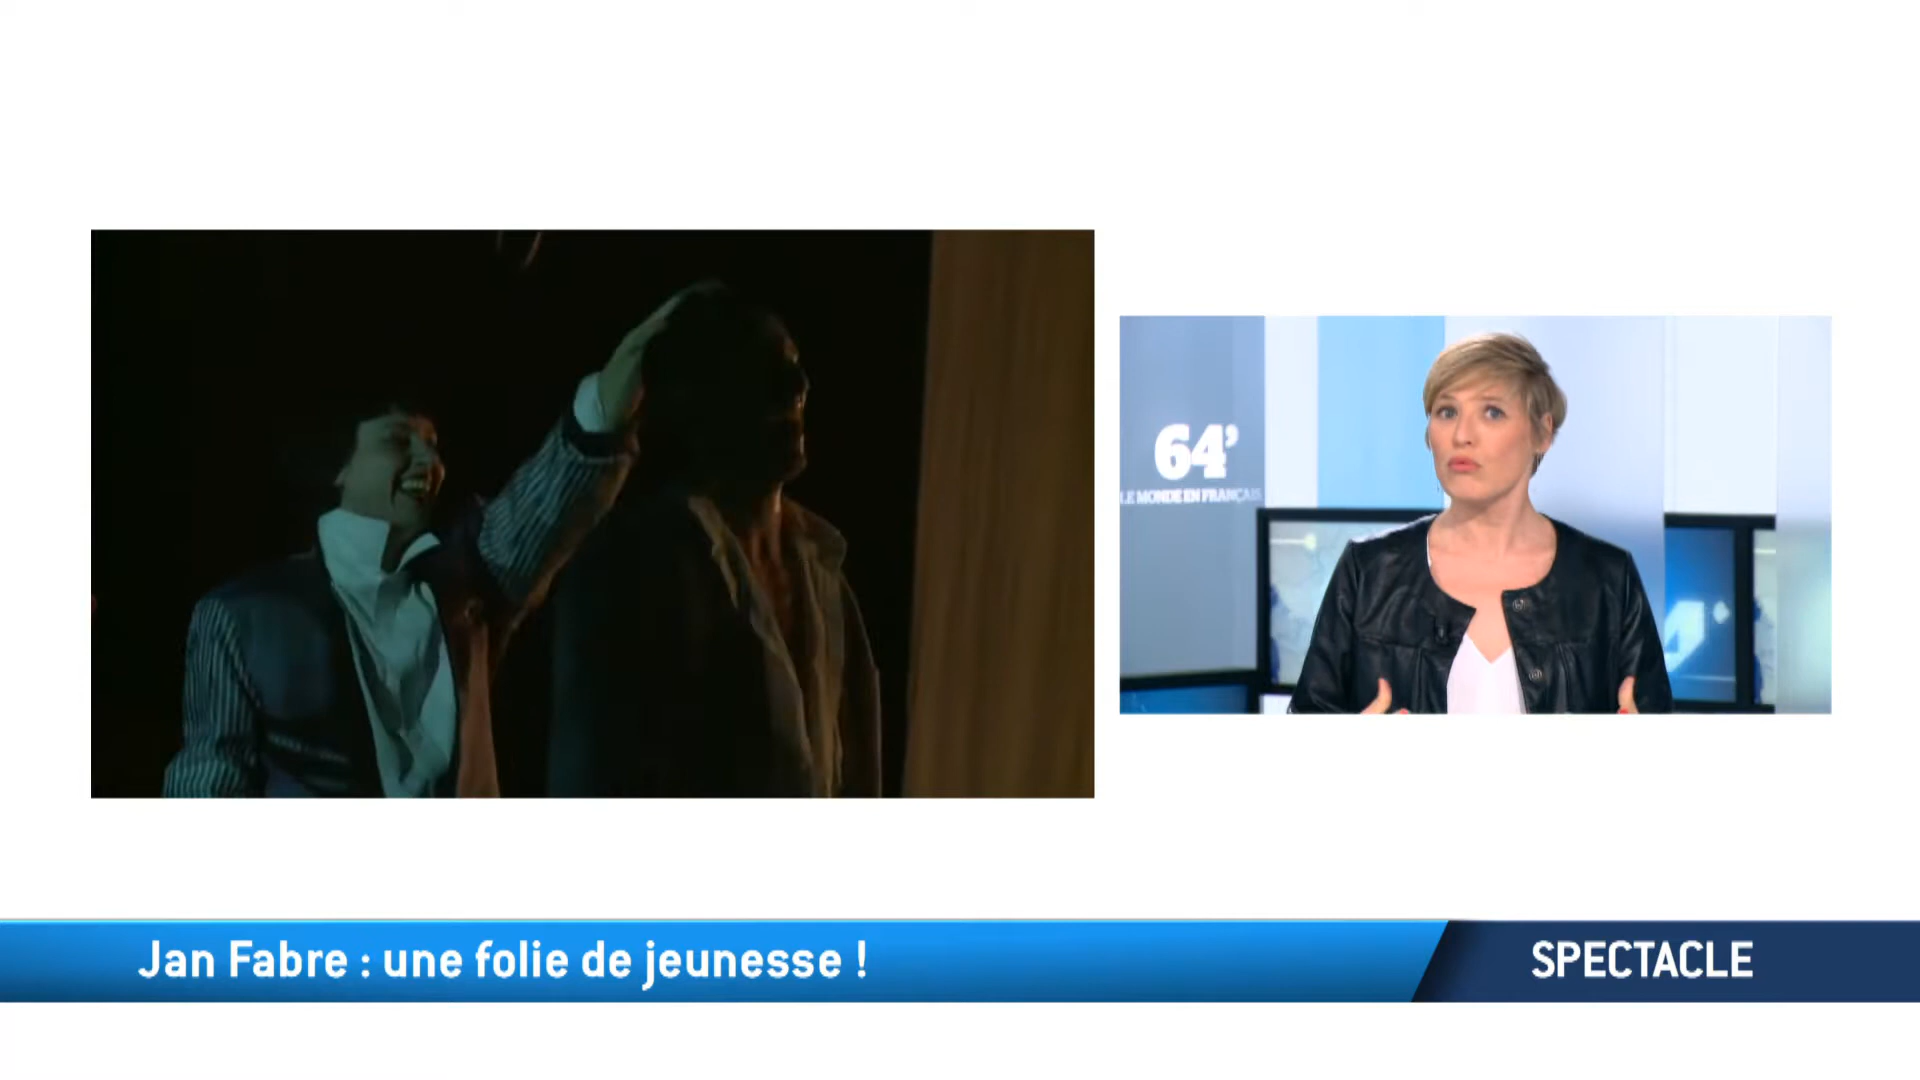 64'
LE MONDE EN FRANÇAIS
Jan Fabre : une folie de jeunesse !
SPECTACLE